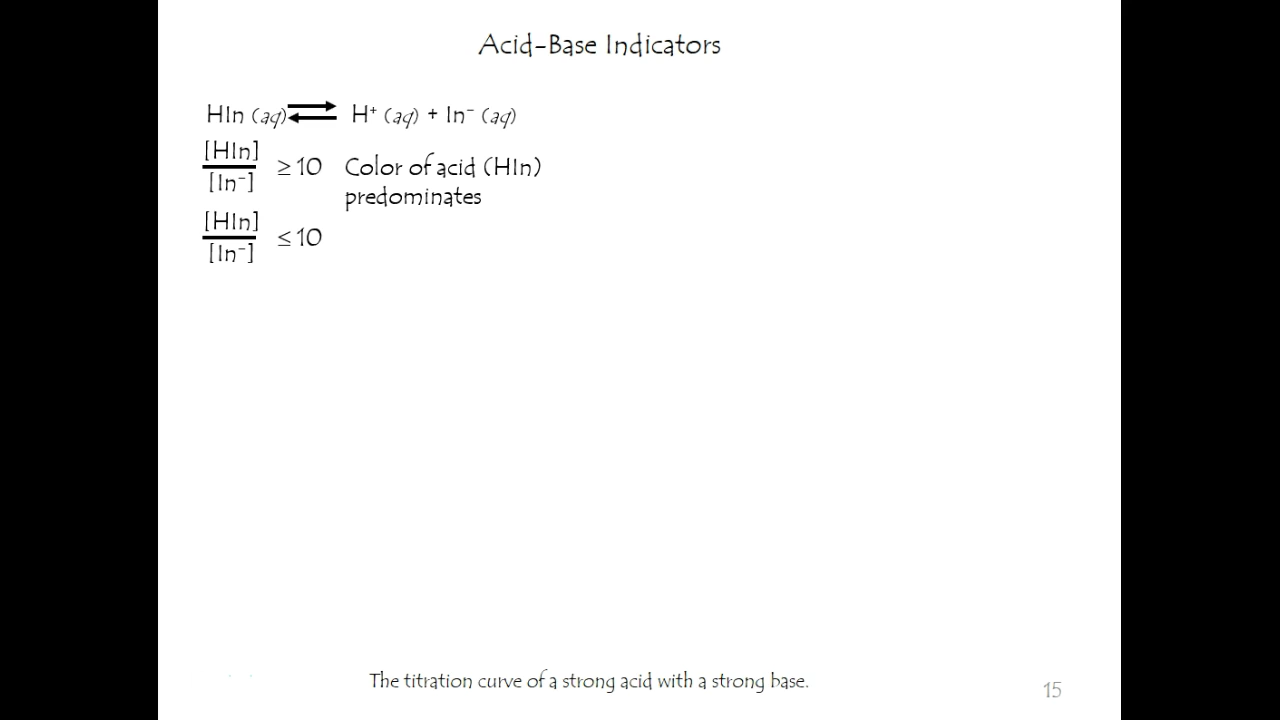 Acid-Base Indicators
HIn (aq) ⇌ H⁺ (aq) + In⁻ (aq)
[HIn]
[In⁻]
≥ 10
Color of acid (HIn)
predominates
[HIn]
[In⁻]
≤ 10
The titration curve of a strong acid with a strong base.
15